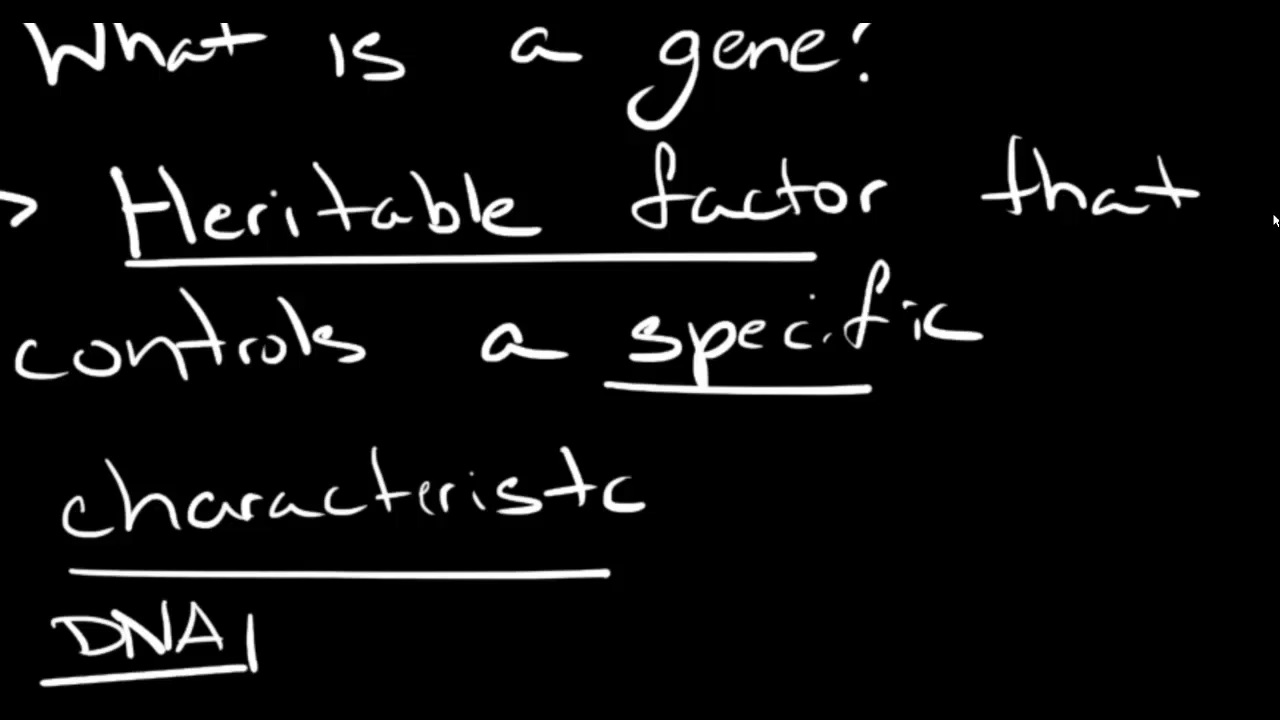 What is a gene?
> Heritable factor that
controls a specific
characteristc
DNA